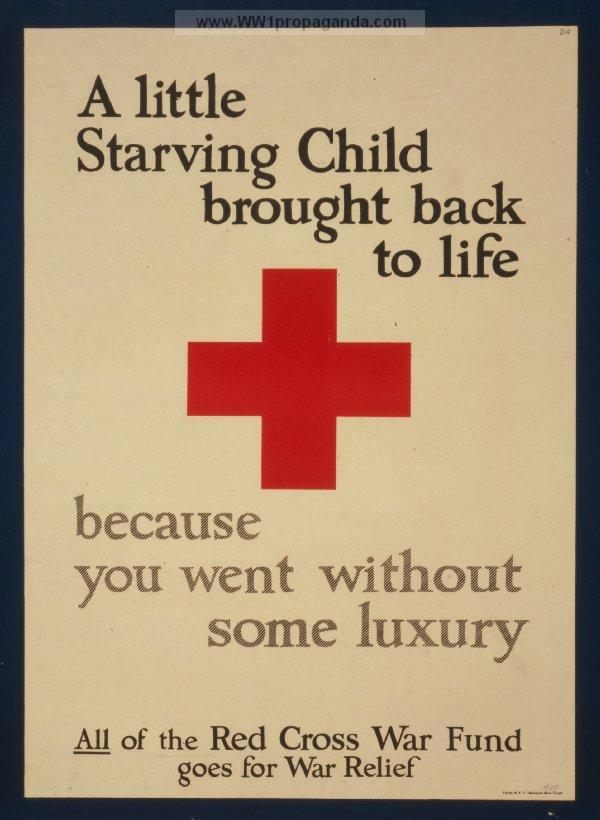 www.WW1propaganda.com
A little
Starving Child
brought back
to life
because
you went without
some luxury
All of the Red Cross War Fund
goes for War Relief